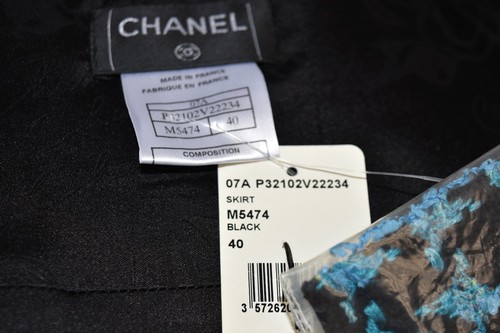 CHANEL
MADE IN FRANCE
FABRIQUE EN FRANCE
07A
P32102V22234
M5474 40
COMPOSITION
07A P32102V22234
SKIRT
M5474
BLACK
40
3 572620